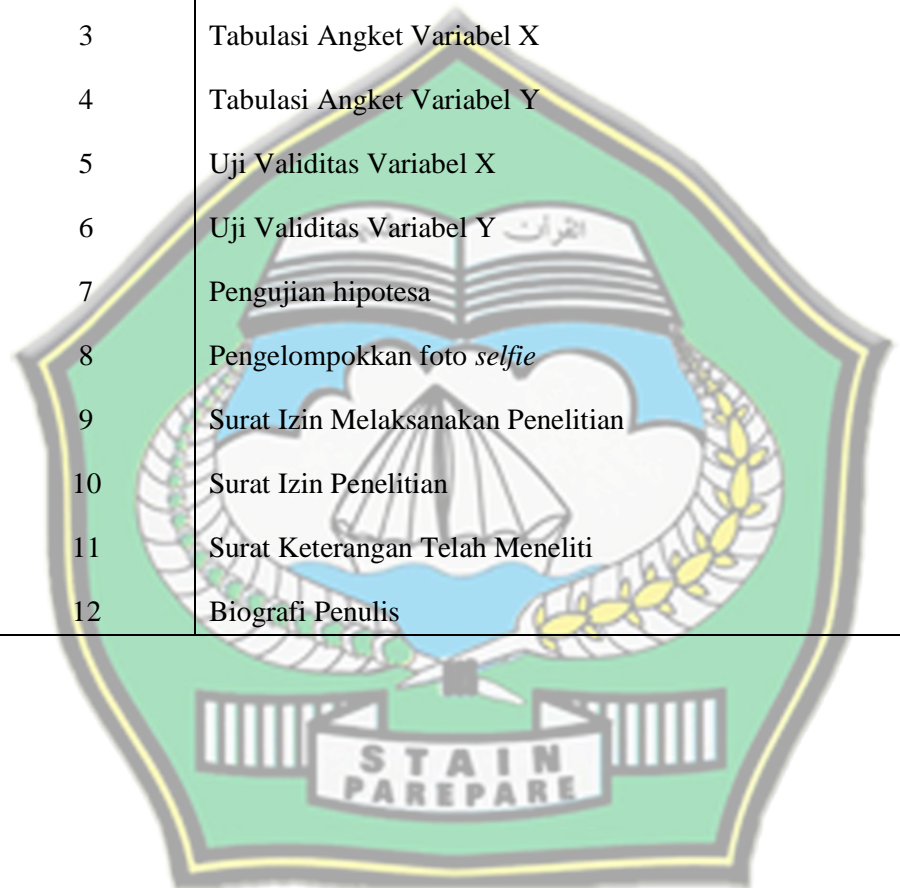 3 Tabulasi Angket Variabel X
4 Tabulasi Angket Variabel Y
5 Uji Validitas Variabel X
6 Uji Validitas Variabel Y
القرآن
7 Pengujian hipotesa
8 Pengelompokkan foto selfie
9 Surat Izin Melaksanakan Penelitian
10 Surat Izin Penelitian
11 Surat Keterangan Telah Meneliti
12 Biografi Penulis
STAIN
PAREPARE